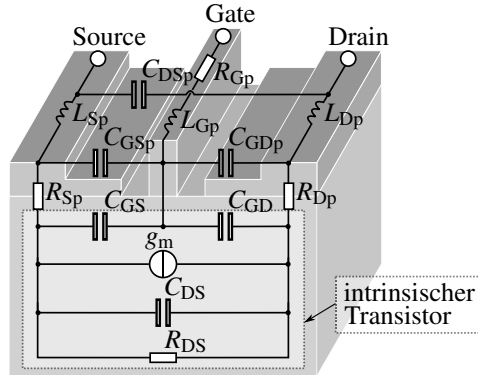 Gate
Source
Drain
C_DSp
R_Gp
L_Sp
L_Gp
L_Dp
C_GSp
C_GDp
R_Sp
R_Dp
C_GS
C_GD
g_m
C_DS
R_DS
intrinsischer
Transistor